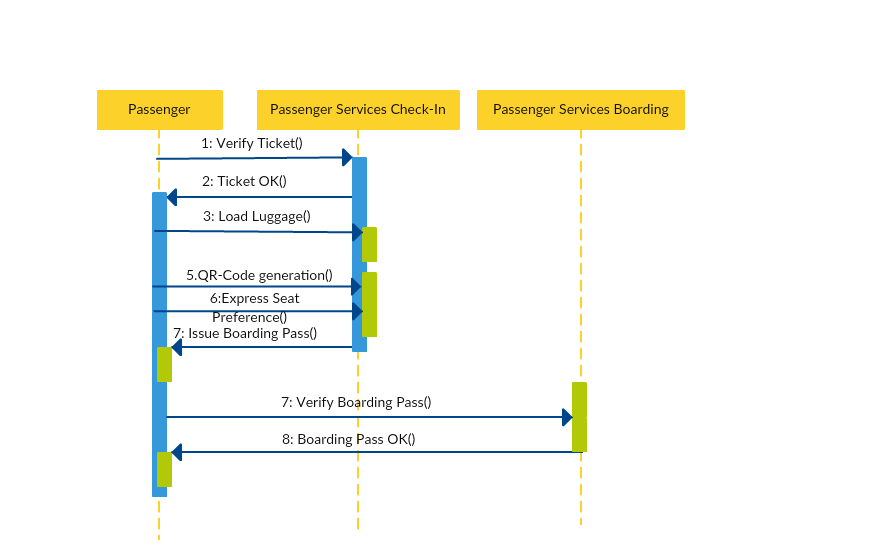 Passenger
Passenger Services Check-In
Passenger Services Boarding
1: Verify Ticket()
2: Ticket OK()
3: Load Luggage()
5.QR-Code generation()
6:Express Seat
Preference()
7: Issue Boarding Pass()
7: Verify Boarding Pass()
8: Boarding Pass OK()